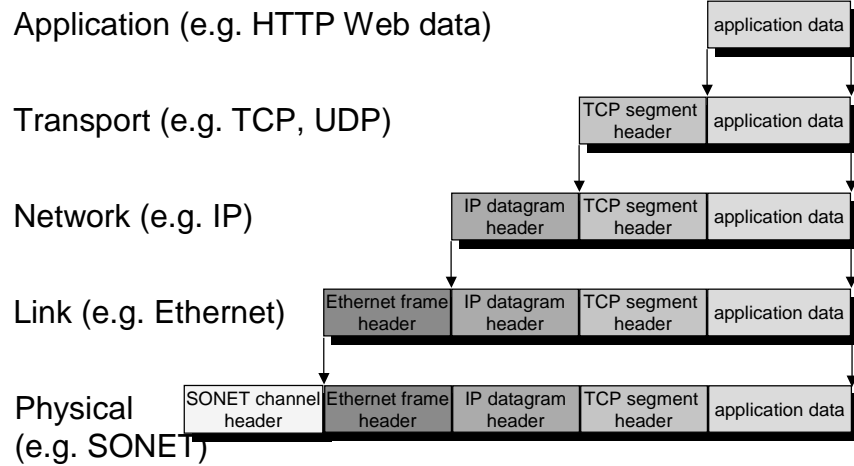 Application (e.g. HTTP Web data)
application data
Transport (e.g. TCP, UDP)
TCP segment
header
application data
Network (e.g. IP)
IP datagram
header
TCP segment
header
application data
Link (e.g. Ethernet)
Ethernet frame
header
IP datagram
header
TCP segment
header
application data
Physical
(e.g. SONET)
SONET channel
header
Ethernet frame
header
IP datagram
header
TCP segment
header
application data